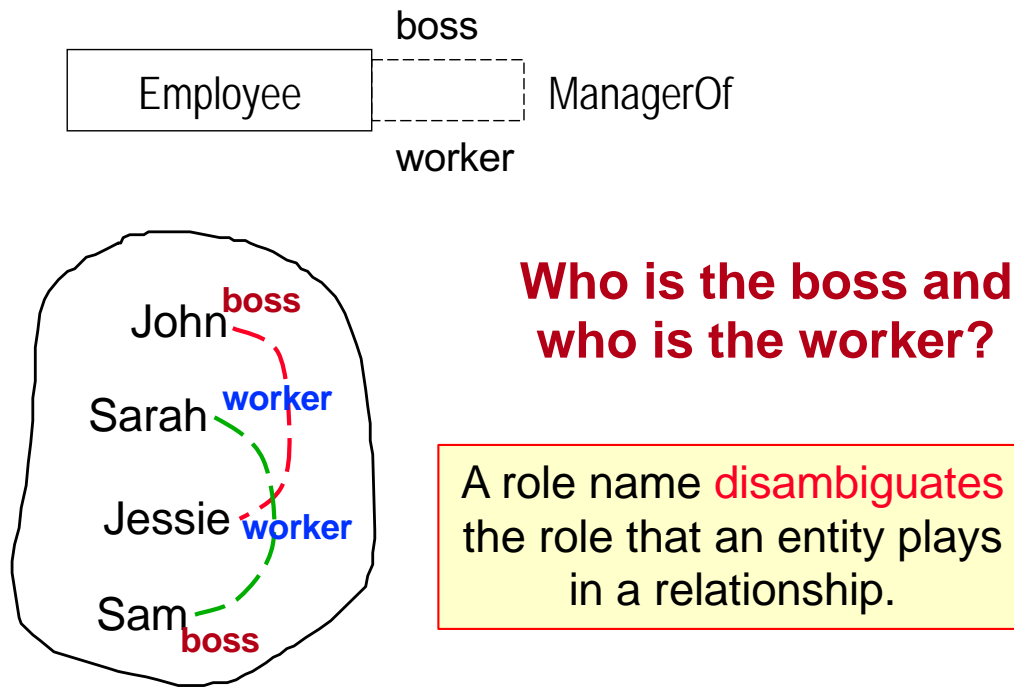 boss
Employee
ManagerOf
worker
John boss
Sarah worker
Jessie worker
Sam boss
Who is the boss and
who is the worker?
A role name disambiguates
the role that an entity plays
in a relationship.